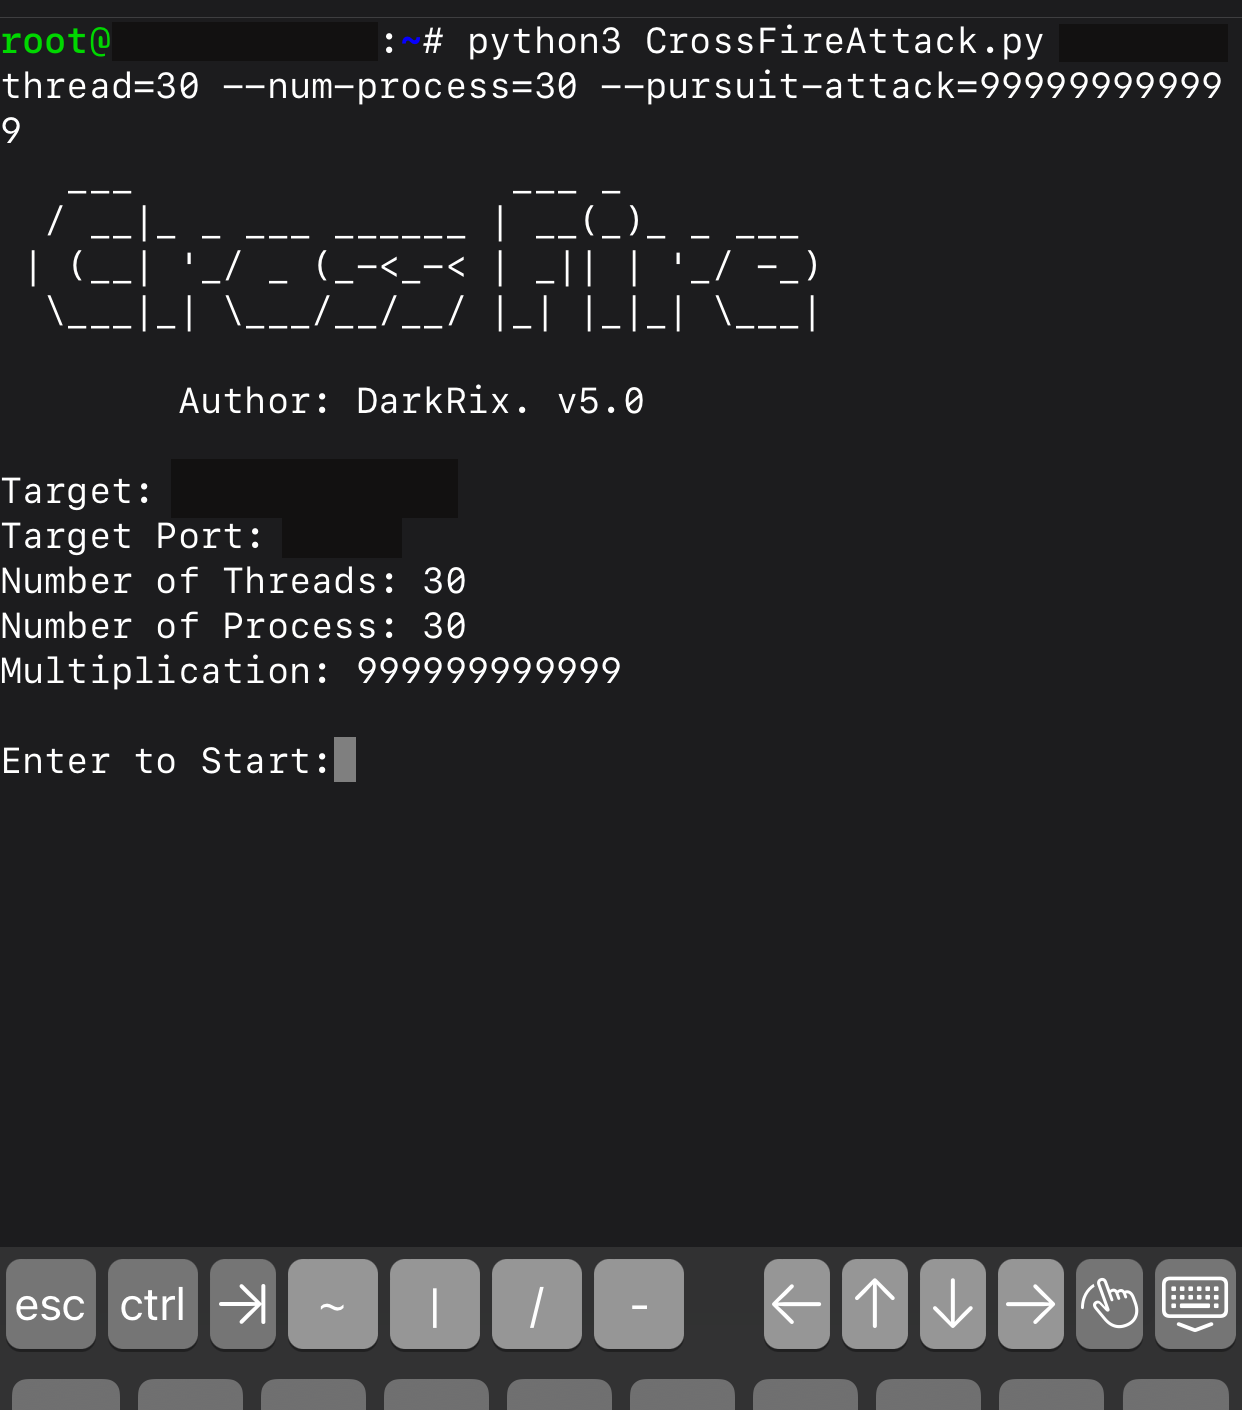 root@ :~# python3 CrossFireAttack.py
thread=30 --num-process=30 --pursuit-attack=99999999999
9
   ___                 ___ _
  / __|_ _ ___ ______ | __(_)_ _ ___
 | (__| '_/ _ (_-<_-< | _|| | '_/ -_)
  \___|_| \___/__/__/ |_| |_|_| \___|
Author: DarkRix. v5.0
Target:
Target Port:
Number of Threads: 30
Number of Process: 30
Multiplication: 999999999999
Enter to Start:
esc ctrl ~ | / -